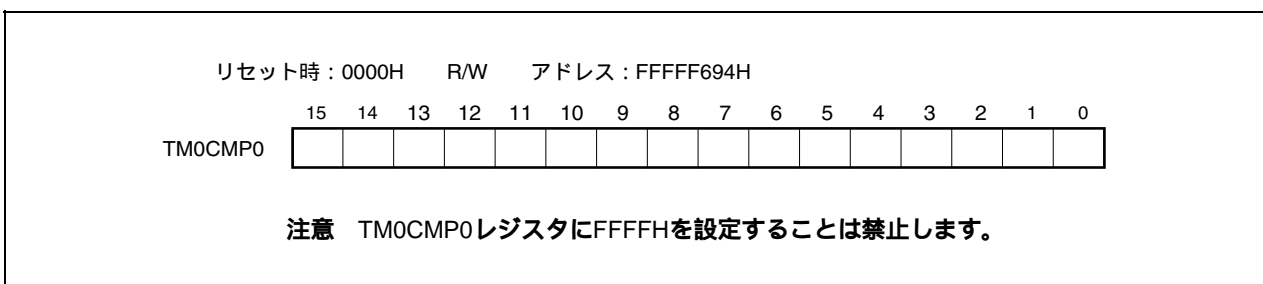 リセット時：0000H　R/W　アドレス：FFFFF694H
15 14 13 12 11 10 9 8 7 6 5 4 3 2 1 0
TM0CMP0
注意　TM0CMP0レジスタにFFFFHを設定することは禁止します。